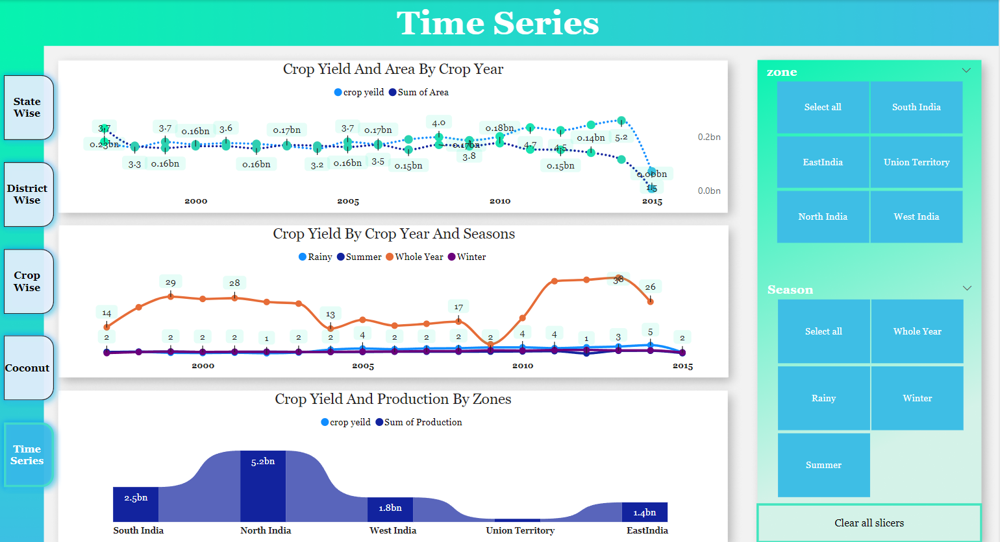 Time Series
State
Wise
District
Wise
Crop
Wise
Coconut
Time
Series
Crop Yield And Area By Crop Year
crop yeild Sum of Area
3.7
0.23bn
3.3
3.7
0.16bn
0.16bn
3.6
0.16bn
0.17bn
3.2
3.7
0.16bn
0.17bn
3.5
0.15bn
4.0
0.17bn
3.8
0.18bn
4.7
4.5
0.15bn
0.14bn
5.2
1.5
0.2bn
0.0bn
2000 2005 2010 2015
Crop Yield By Crop Year And Seasons
Rainy Summer Whole Year Winter
14 29 28 13 17 38 26
2 2 2 2 1 2 2 4 2 2 2 2 4 4 1 3 5 2
2000 2005 2010 2015
Crop Yield And Production By Zones
crop yeild Sum of Production
2.5bn 5.2bn 1.8bn 1.4bn
South India North India West India Union Territory EastIndia
zone
Select all South India
EastIndia Union Territory
North India West India
Season
Select all Whole Year
Rainy Winter
Summer
Clear all slicers